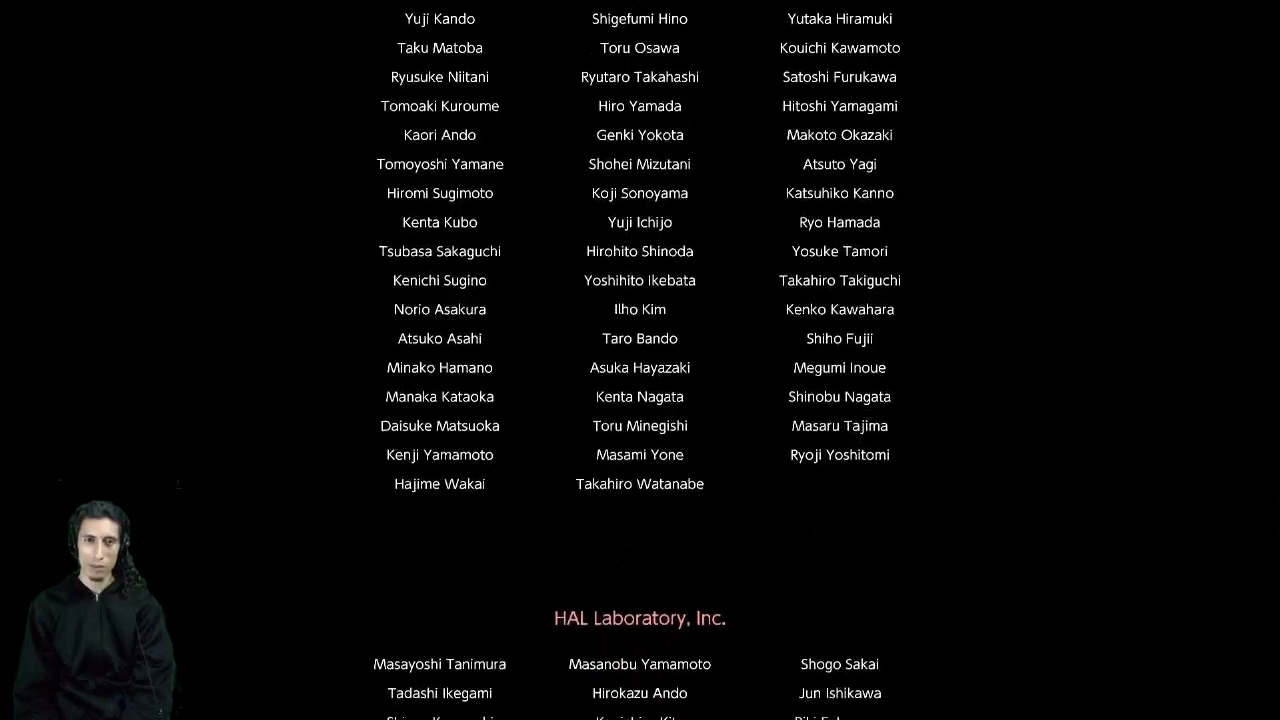 Yuji Kando Shigefumi Hino Yutaka Hiramuki
Taku Matoba Toru Osawa Kouichi Kawamoto
Ryusuke Niitani Ryutaro Takahashi Satoshi Furukawa
Tomoaki Kuroume Hiro Yamada Hitoshi Yamagami
Kaori Ando Genki Yokota Makoto Okazaki
Tomoyoshi Yamane Shohei Mizutani Atsuto Yagi
Hiromi Sugimoto Koji Sonoyama Katsuhiko Kanno
Kenta Kubo Yuji Ichijo Ryo Hamada
Tsubasa Sakaguchi Hirohito Shinoda Yosuke Tamori
Kenichi Sugino Yoshihito Ikebata Takahiro Takiguchi
Norio Asakura Ilho Kim Kenko Kawahara
Atsuko Asahi Taro Bando Shiho Fujii
Minako Hamano Asuka Hayazaki Megumi Inoue
Manaka Kataoka Kenta Nagata Shinobu Nagata
Daisuke Matsuoka Toru Minegishi Masaru Tajima
Kenji Yamamoto Masami Yone Ryoji Yoshitomi
Hajime Wakai Takahiro Watanabe
HAL Laboratory, Inc.
Masayoshi Tanimura Masanobu Yamamoto Shogo Sakai
Tadashi Ikegami Hirokazu Ando Jun Ishikawa